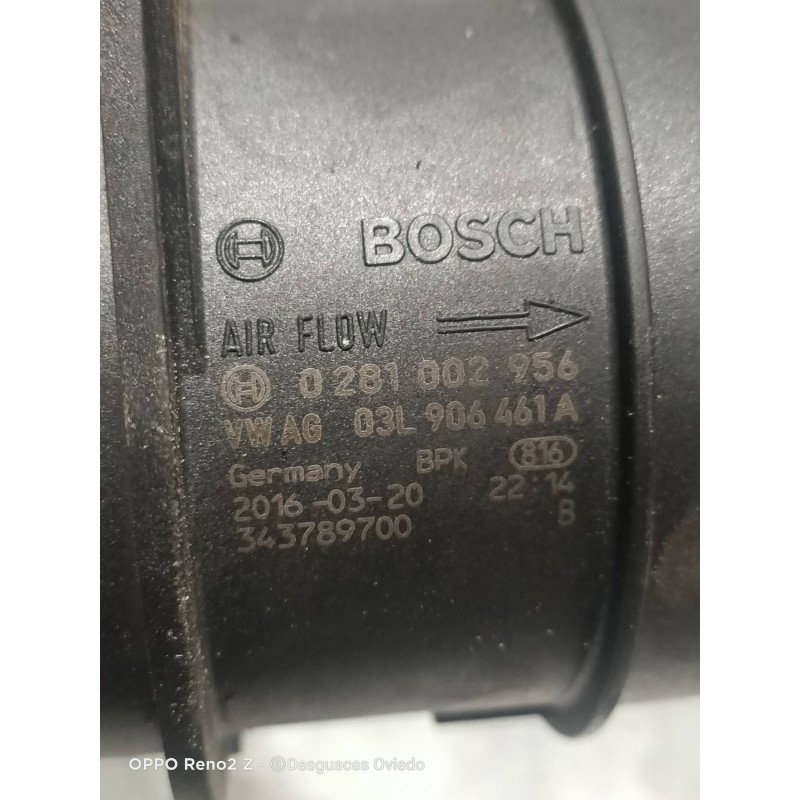 BOSCH
AIR FLOW
0 281 002 956
VW AG 03L 906 461 A
Germany BPK 816
2016-03-20 22:14
343789700 B
OPPO Reno2 Z · ©Desguaces Oviedo